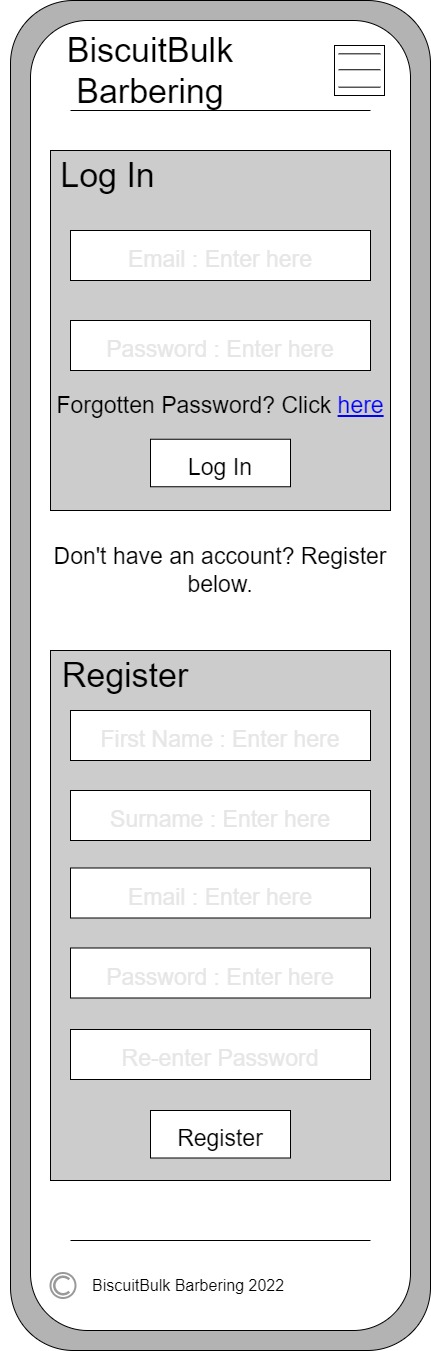 BiscuitBulk
Barbering
Log In
Email : Enter here
Password : Enter here
Forgotten Password? Click here
Log In
Don't have an account? Register
below.
Register
First Name : Enter here
Surname : Enter here
Email : Enter here
Password : Enter here
Re-enter Password
Register
© BiscuitBulk Barbering 2022